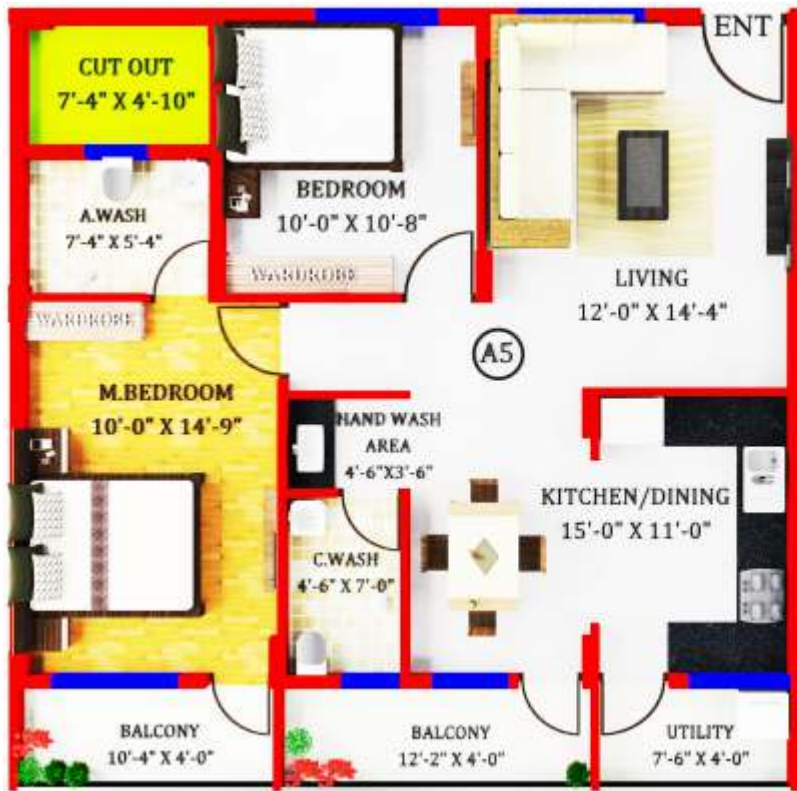 ENT
CUT OUT
7'-4" X 4'-10"
BEDROOM
10'-0" X 10'-8"
WARDROBE
A.WASH
7'-4" X 5'-4"
LIVING
12'-0" X 14'-4"
A5
WARDROBE
M.BEDROOM
10'-0" X 14'-9"
HAND WASH
AREA
4'-6"X3'-6"
KITCHEN/DINING
15'-0" X 11'-0"
C.WASH
4'-6" X 7'-0"
BALCONY
10'-4" X 4'-0"
BALCONY
12'-2" X 4'-0"
UTILITY
7'-6" X 4'-0"